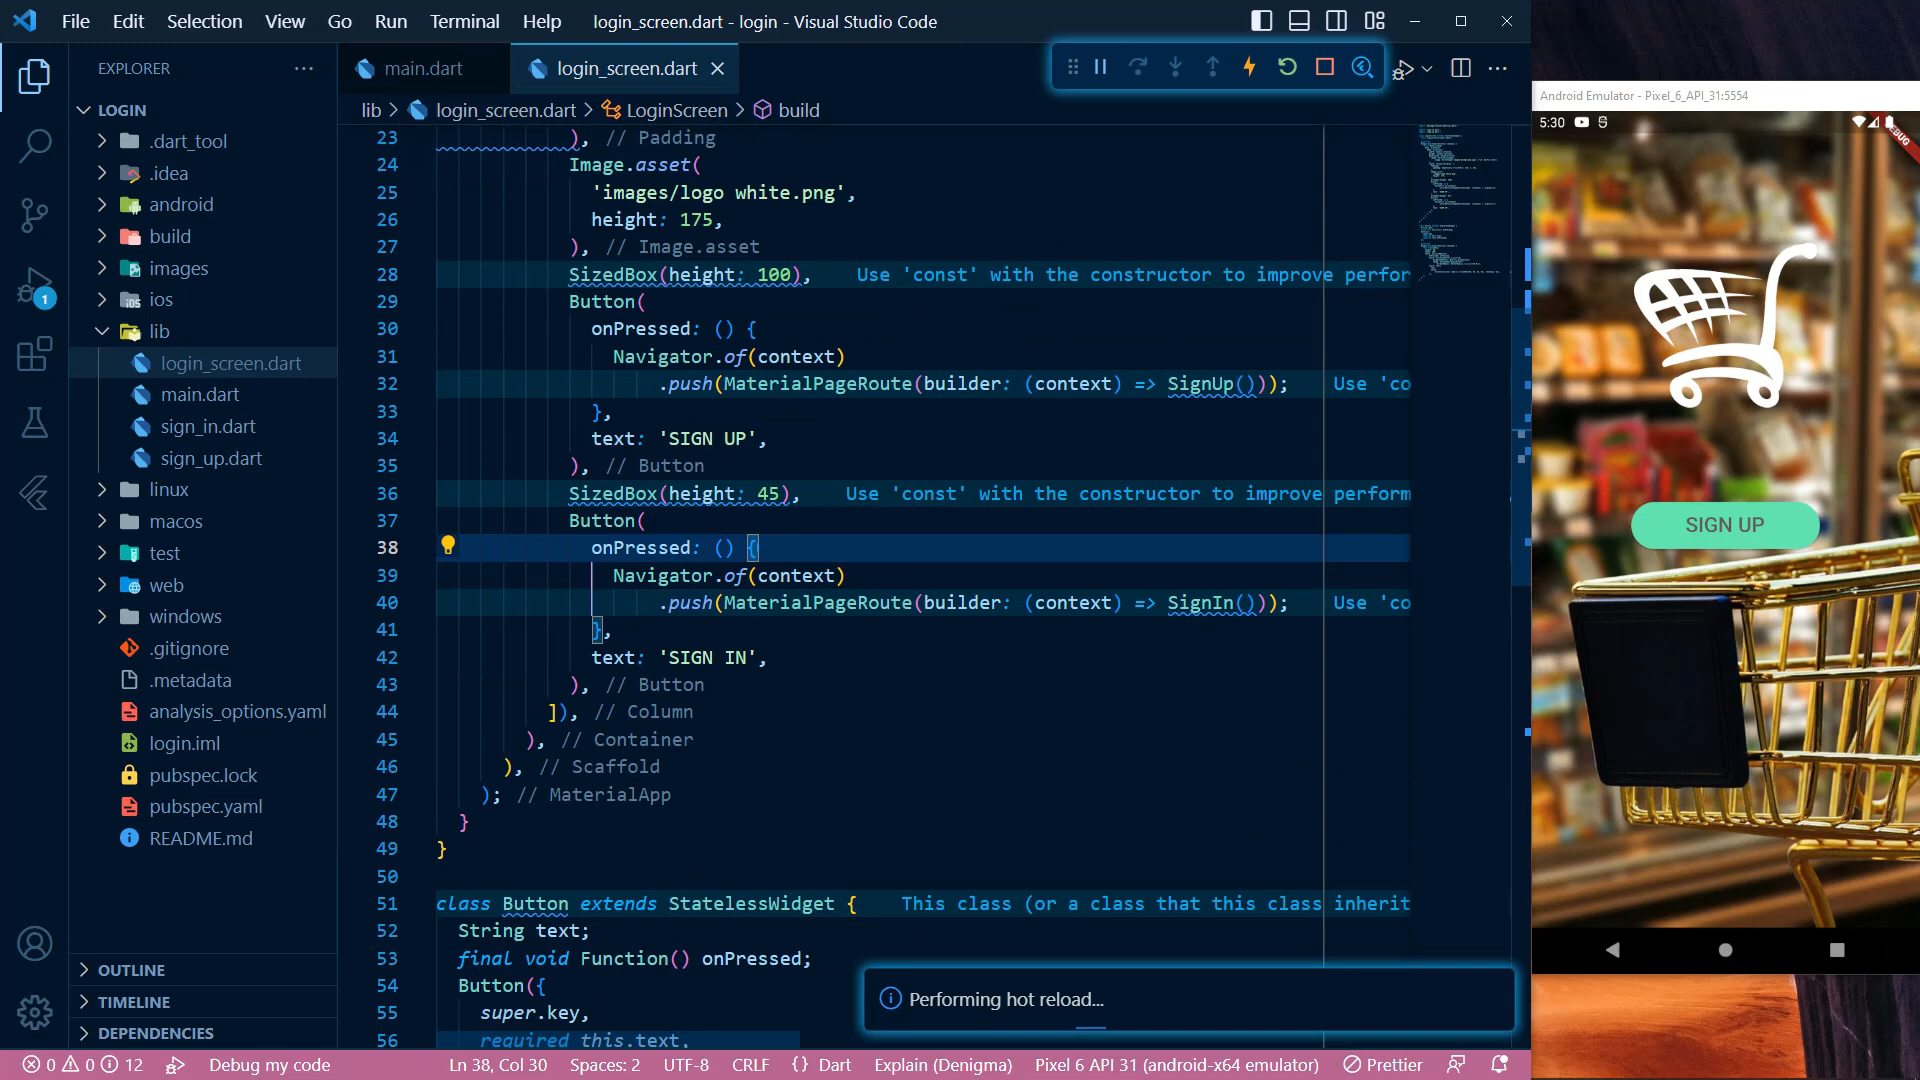 File Edit Selection View Go Run Terminal Help login_screen.dart - login - Visual Studio Code
EXPLORER
LOGIN
.dart_tool
.idea
android
build
images
ios
lib
login_screen.dart
main.dart
sign_in.dart
sign_up.dart
linux
macos
test
web
windows
.gitignore
.metadata
analysis_options.yaml
login.iml
pubspec.lock
pubspec.yaml
README.md
OUTLINE
TIMELINE
DEPENDENCIES
1
main.dart login_screen.dart
lib > login_screen.dart > LoginScreen > build
23 ), // Padding
24 Image.asset(
25 'images/logo white.png',
26 height: 175,
27 ), // Image.asset
28 SizedBox(height: 100), Use 'const' with the constructor to improve perfor
29 Button(
30 onPressed: () {
31 Navigator.of(context)
32 .push(MaterialPageRoute(builder: (context) => SignUp())); Use 'co
33 },
34 text: 'SIGN UP',
35 ), // Button
36 SizedBox(height: 45), Use 'const' with the constructor to improve perform
37 Button(
38 onPressed: () {
39 Navigator.of(context)
40 .push(MaterialPageRoute(builder: (context) => SignIn())); Use 'co
41 },
42 text: 'SIGN IN',
43 ), // Button
44 ]), // Column
45 ), // Container
46 ), // Scaffold
47 ); // MaterialApp
48 }
49 }
50
51 class Button extends StatelessWidget { This class (or a class that this class inherit
52 String text;
53 final void Function() onPressed;
54 Button({
55 super.key,
56 required this.text,
Performing hot reload...
Android Emulator - Pixel_6_API_31:5554
5:30
DEBUG
SIGN UP
0 0 12 Debug my code Ln 38, Col 30 Spaces: 2 UTF-8 CRLF {} Dart Explain (Denigma) Pixel 6 API 31 (android-x64 emulator) Prettier